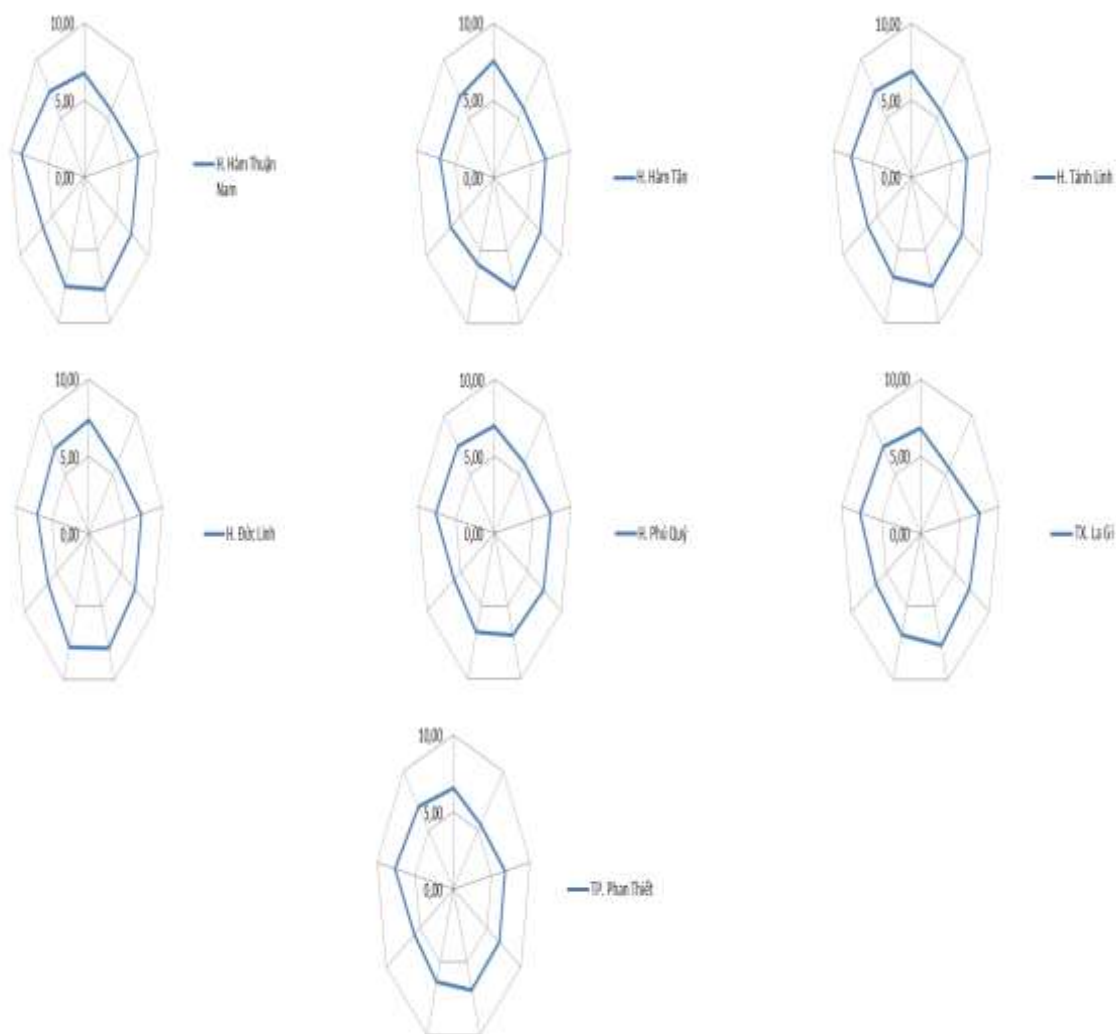 10,00
5,00
0,00
H. Hàm Thuận
Nam
10,00
5,00
0,00
H. Hàm Tân
10,00
5,00
0,00
H. Tánh Linh
10,00
5,00
0,00
H. Đức Linh
10,00
5,00
0,00
H. Phú Quý
10,00
5,00
0,00
TX. La Gi
10,00
5,00
0,00
TP. Phan Thiết